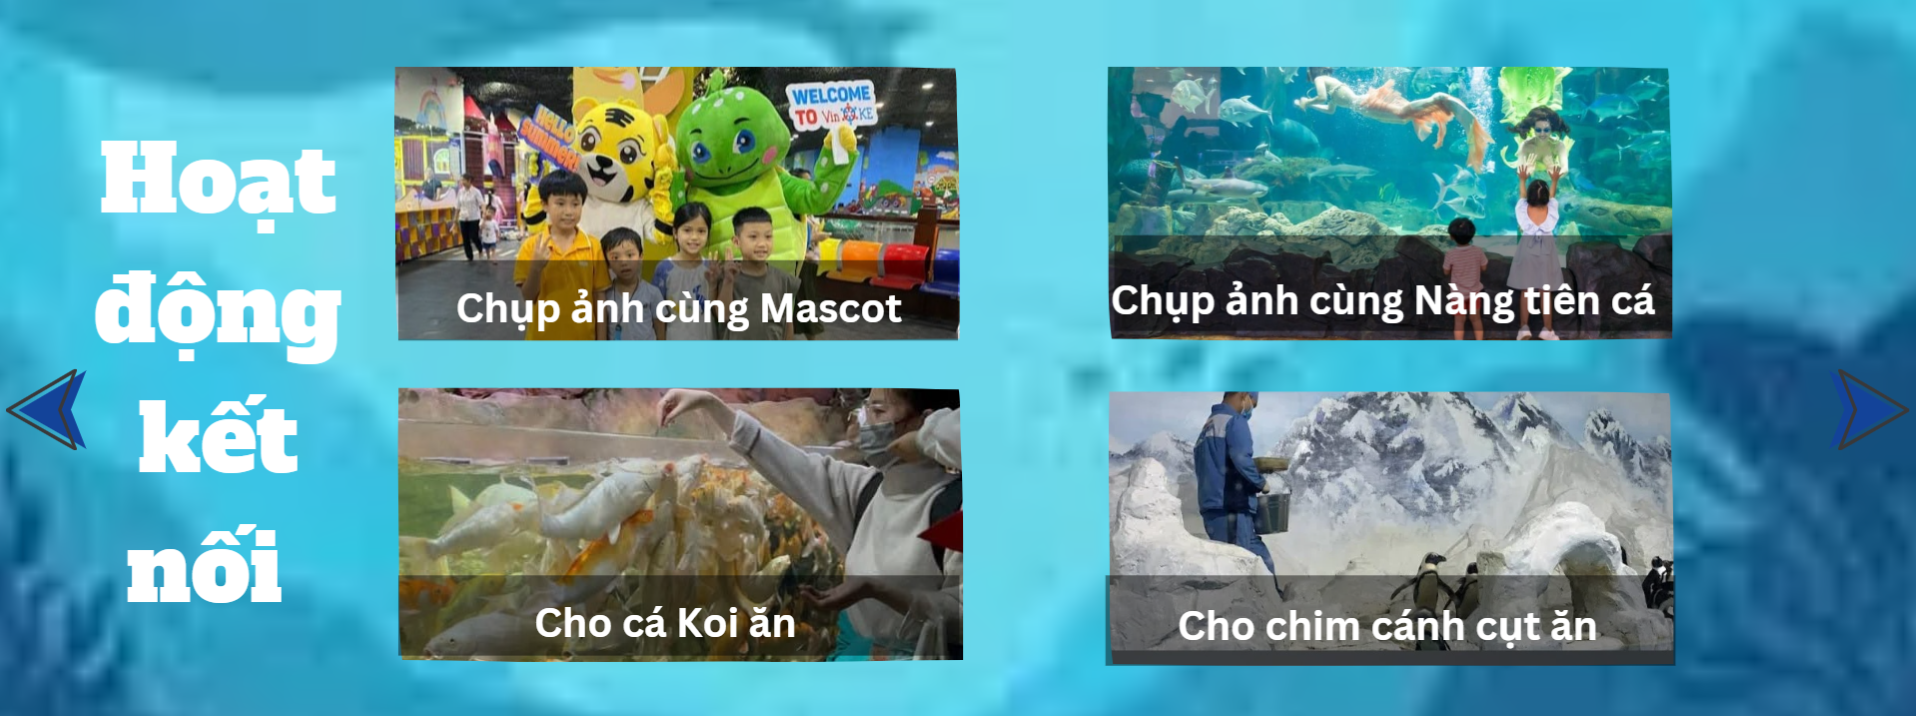 Hoạt
động
kết
nối
HELLO
SUMMER!
WELCOME
TO Vin KE
Chụp ảnh cùng Mascot
Chụp ảnh cùng Nàng tiên cá
Cho cá Koi ăn
Cho chim cánh cụt ăn